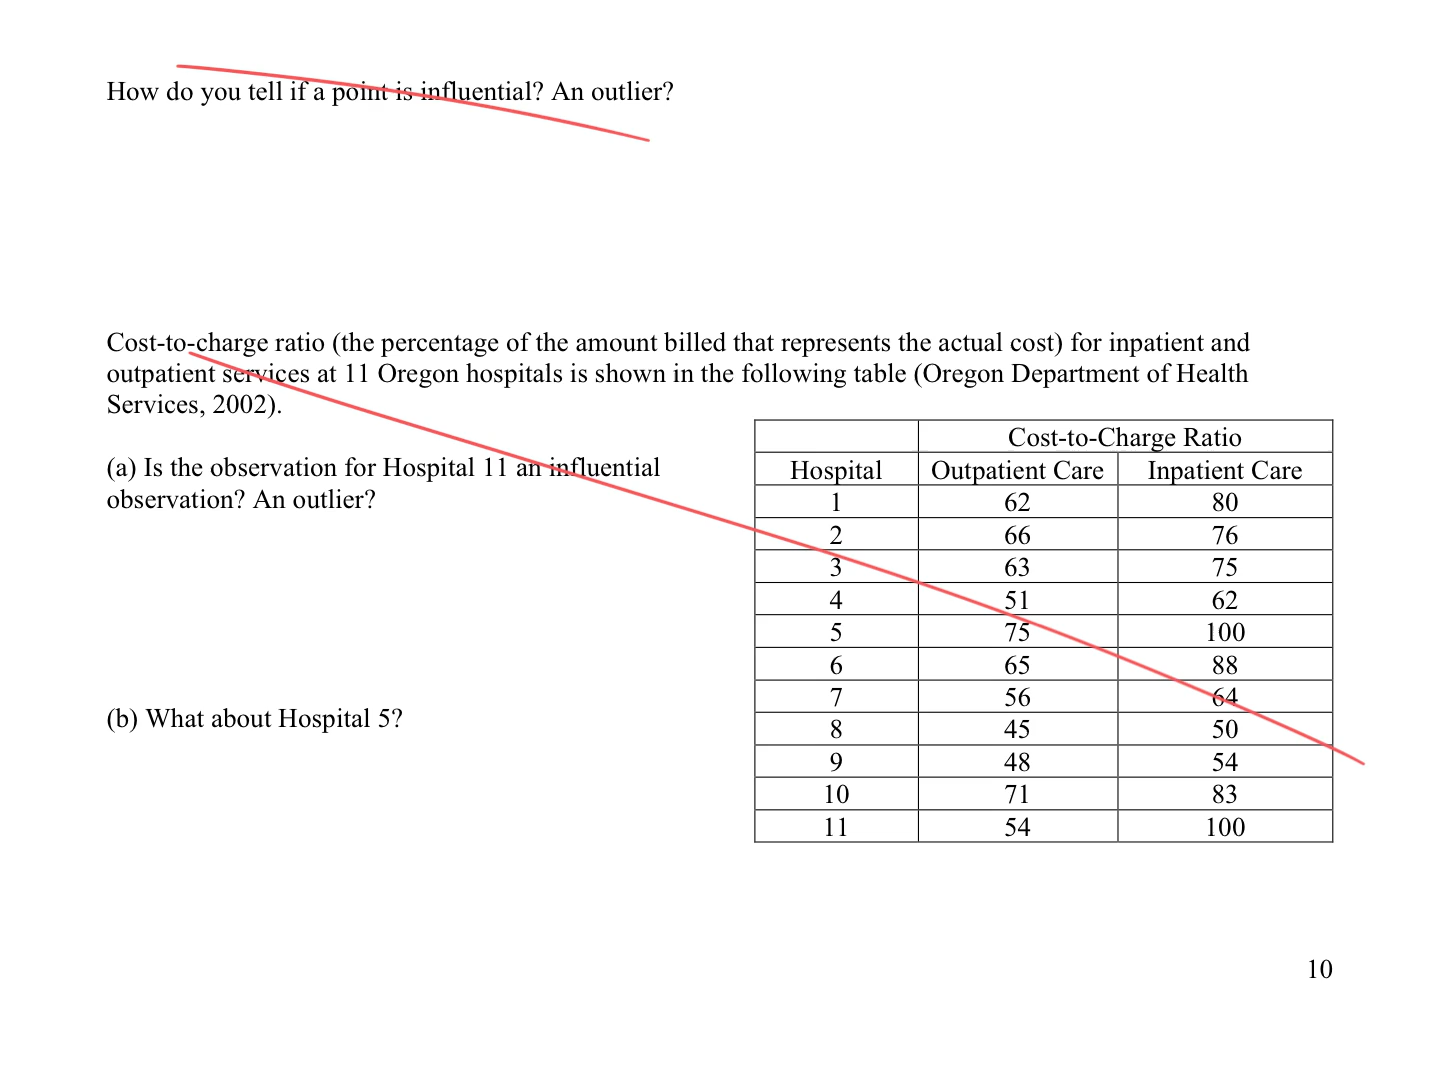 How do you tell if a point is influential? An outlier?
Cost-to-charge ratio (the percentage of the amount billed that represents the actual cost) for inpatient and
outpatient services at 11 Oregon hospitals is shown in the following table (Oregon Department of Health
Services, 2002).
(a) Is the observation for Hospital 11 an influential
observation? An outlier?
(b) What about Hospital 5?
Cost-to-Charge Ratio
Hospital Outpatient Care Inpatient Care
1 62 80
2 66 76
3 63 75
4 51 62
5 75 100
6 65 88
7 56 64
8 45 50
9 48 54
10 71 83
11 54 100
10